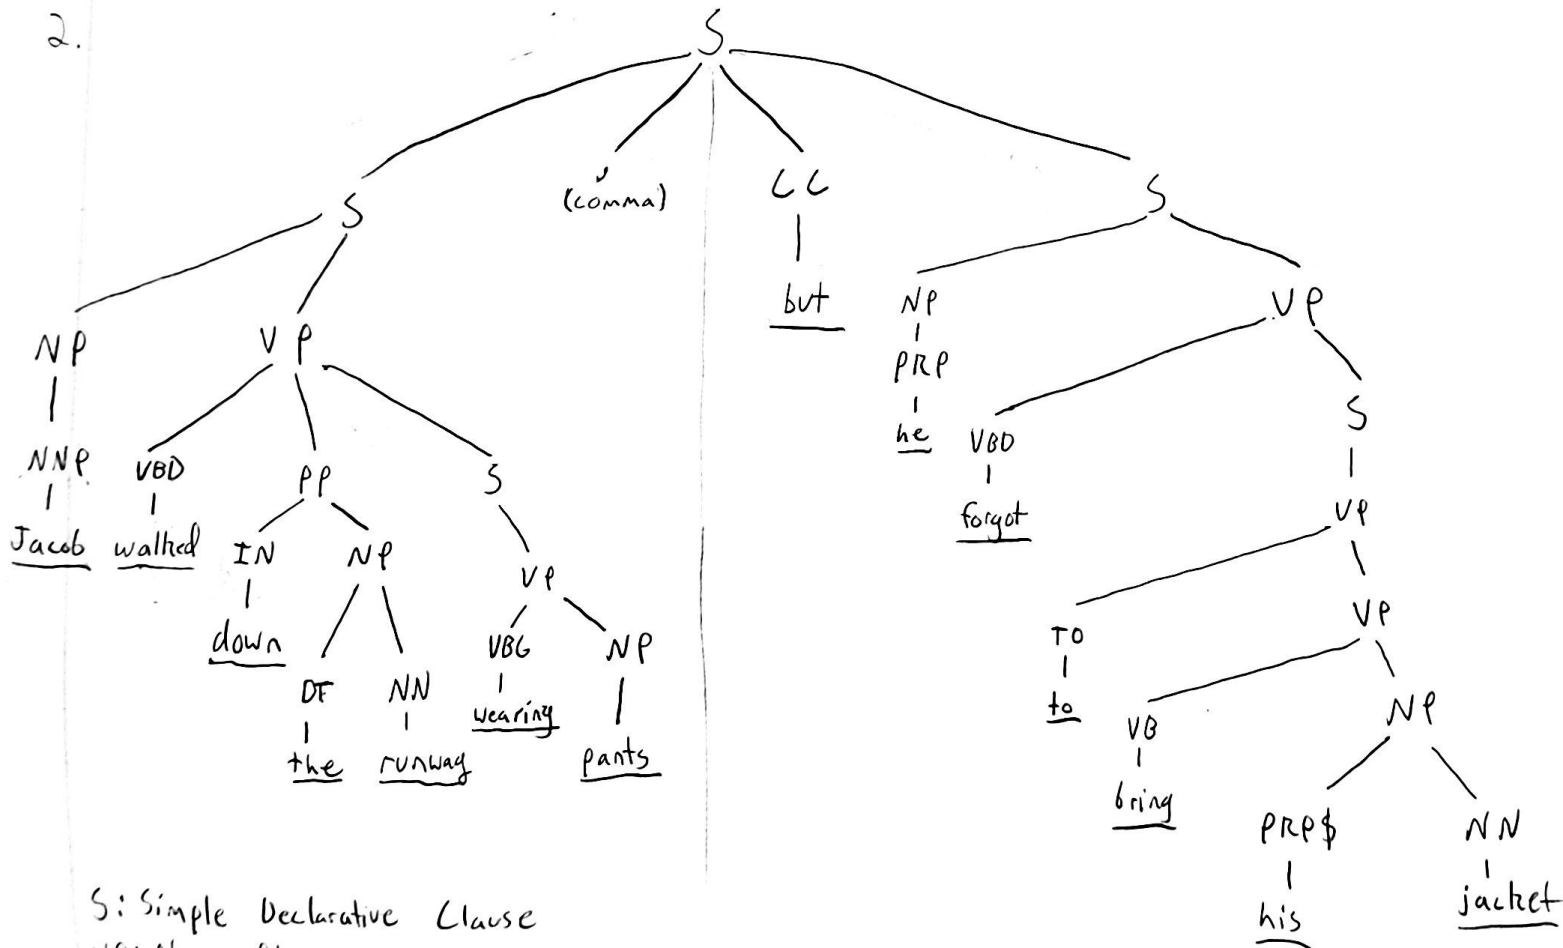 2.
S
S , CC S
(comma)
but NP VP
NP VP PRP
he VBD S
NNP VBD PP S forgot
Jacob walked IN NP VP
down VP TO VP
DT NN VBG NP to VB NP
the runway wearing pants bring PRP$ NN
his jacket
S: Simple Declarative Clause